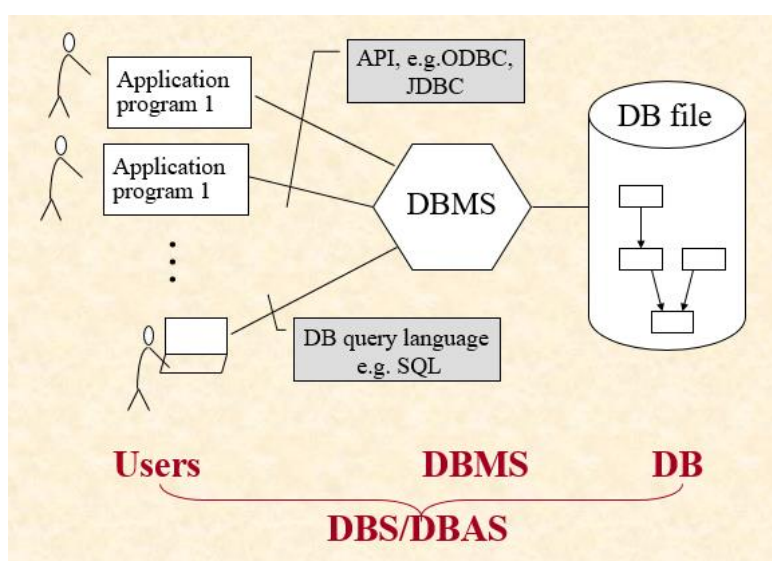 Application
program 1
API, e.g.ODBC,
JDBC
DB file
Application
program 1
DBMS
DB query language
e.g. SQL
Users
DBMS
DB
DBS/DBAS